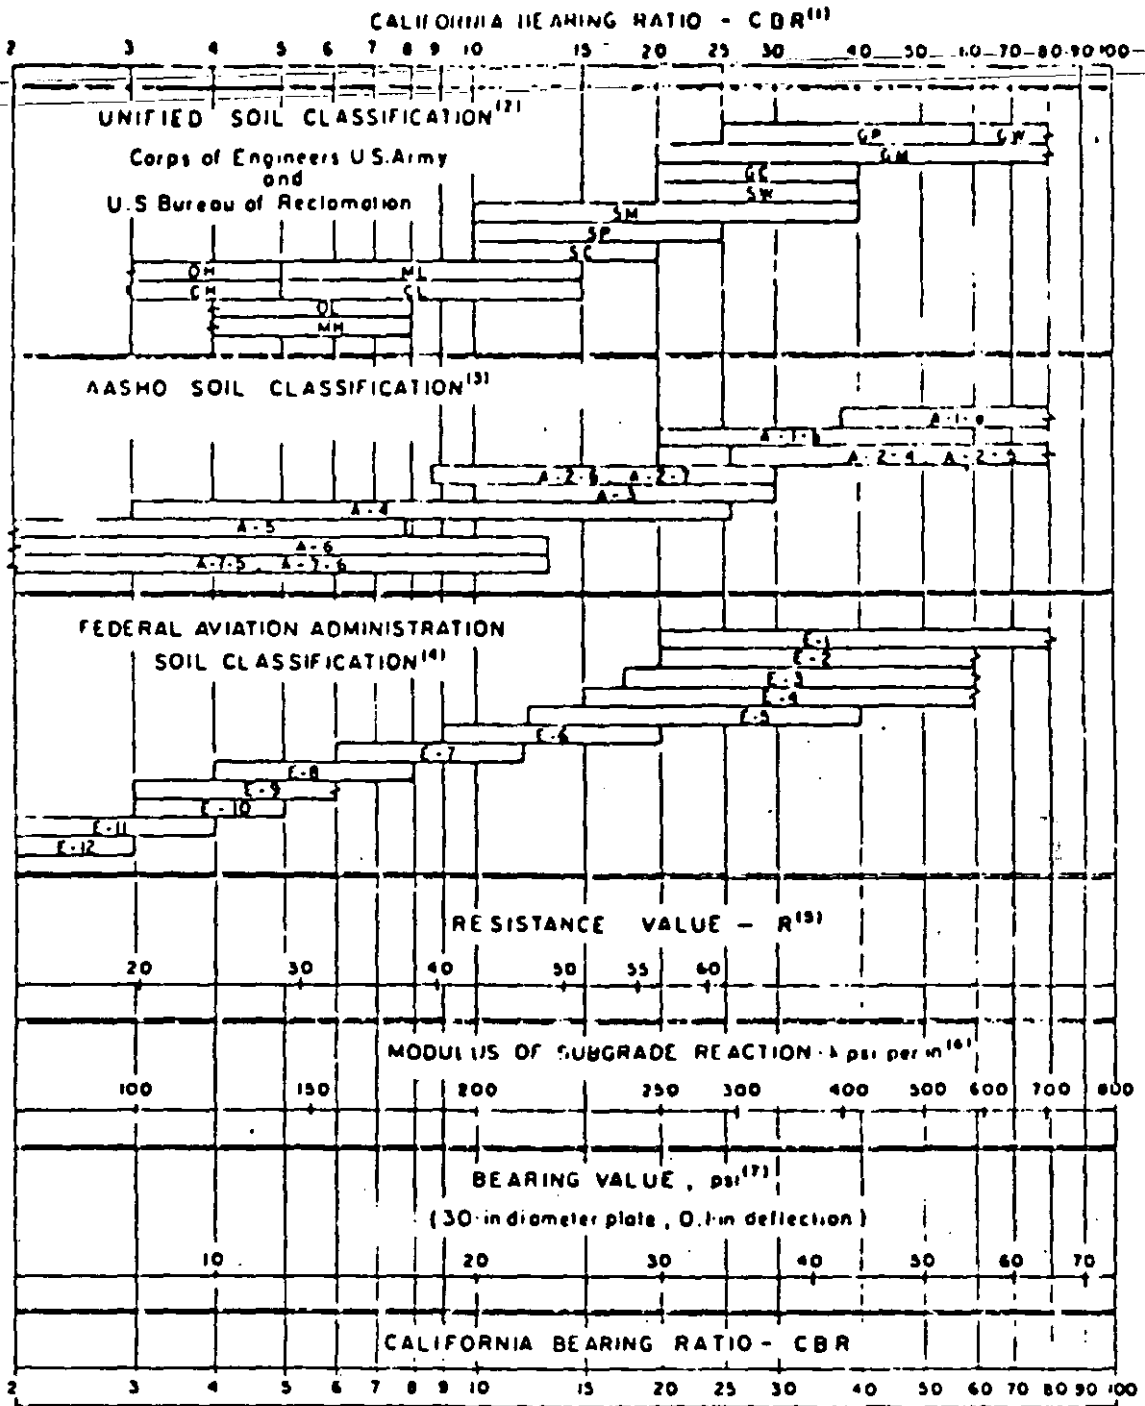 CALIFORNIA BEARING RATIO - CBR(1)
2 3 4 5 6 7 8 9 10 15 20 25 30 40 50 60 70 80 90 100
UNIFIED SOIL CLASSIFICATION(2)
Corps of Engineers U.S.Army
and
U.S Bureau of Reclamation
GP GW
GM
GC
SW
SM
SP
SC
OH ML
CH CL
OL
MH
AASHO SOIL CLASSIFICATION(3)
A-1-a
A-1-b
A-2-4, A-2-5
A-2-6, A-2-7
A-3
A-4
A-5
A-6
A-7-5, A-7-6
FEDERAL AVIATION ADMINISTRATION
SOIL CLASSIFICATION(4)
E-1
E-2
E-3
E-4
E-5
E-6
E-7
E-8
E-9
E-10
E-11
E-12
RESISTANCE VALUE - R(5)
20 30 40 50 55 60
MODULUS OF SUBGRADE REACTION - k psi per in(6)
100 150 200 250 300 400 500 600 700 800
BEARING VALUE, psi(7)
(30-in diameter plate, 0.1-in deflection)
10 20 30 40 50 60 70
CALIFORNIA BEARING RATIO - CBR
2 3 4 5 6 7 8 9 10 15 20 25 30 40 50 60 70 80 90 100